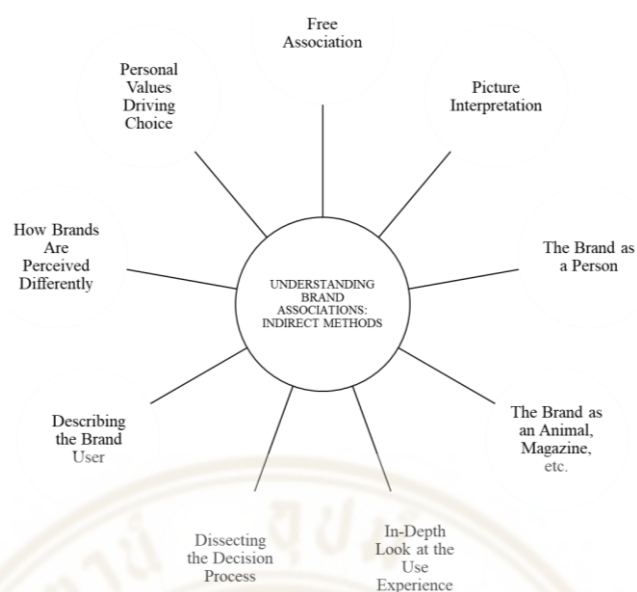 Free
Association
Picture
Interpretation
The Brand as
a Person
The Brand as
an Animal,
Magazine,
etc.
In-Depth
Look at the
Use
Experience
Dissecting
the Decision
Process
Describing
the Brand
User
How Brands
Are
Perceived
Differently
Personal
Values
Driving
Choice
UNDERSTANDING
BRAND
ASSOCIATIONS:
INDIRECT METHODS